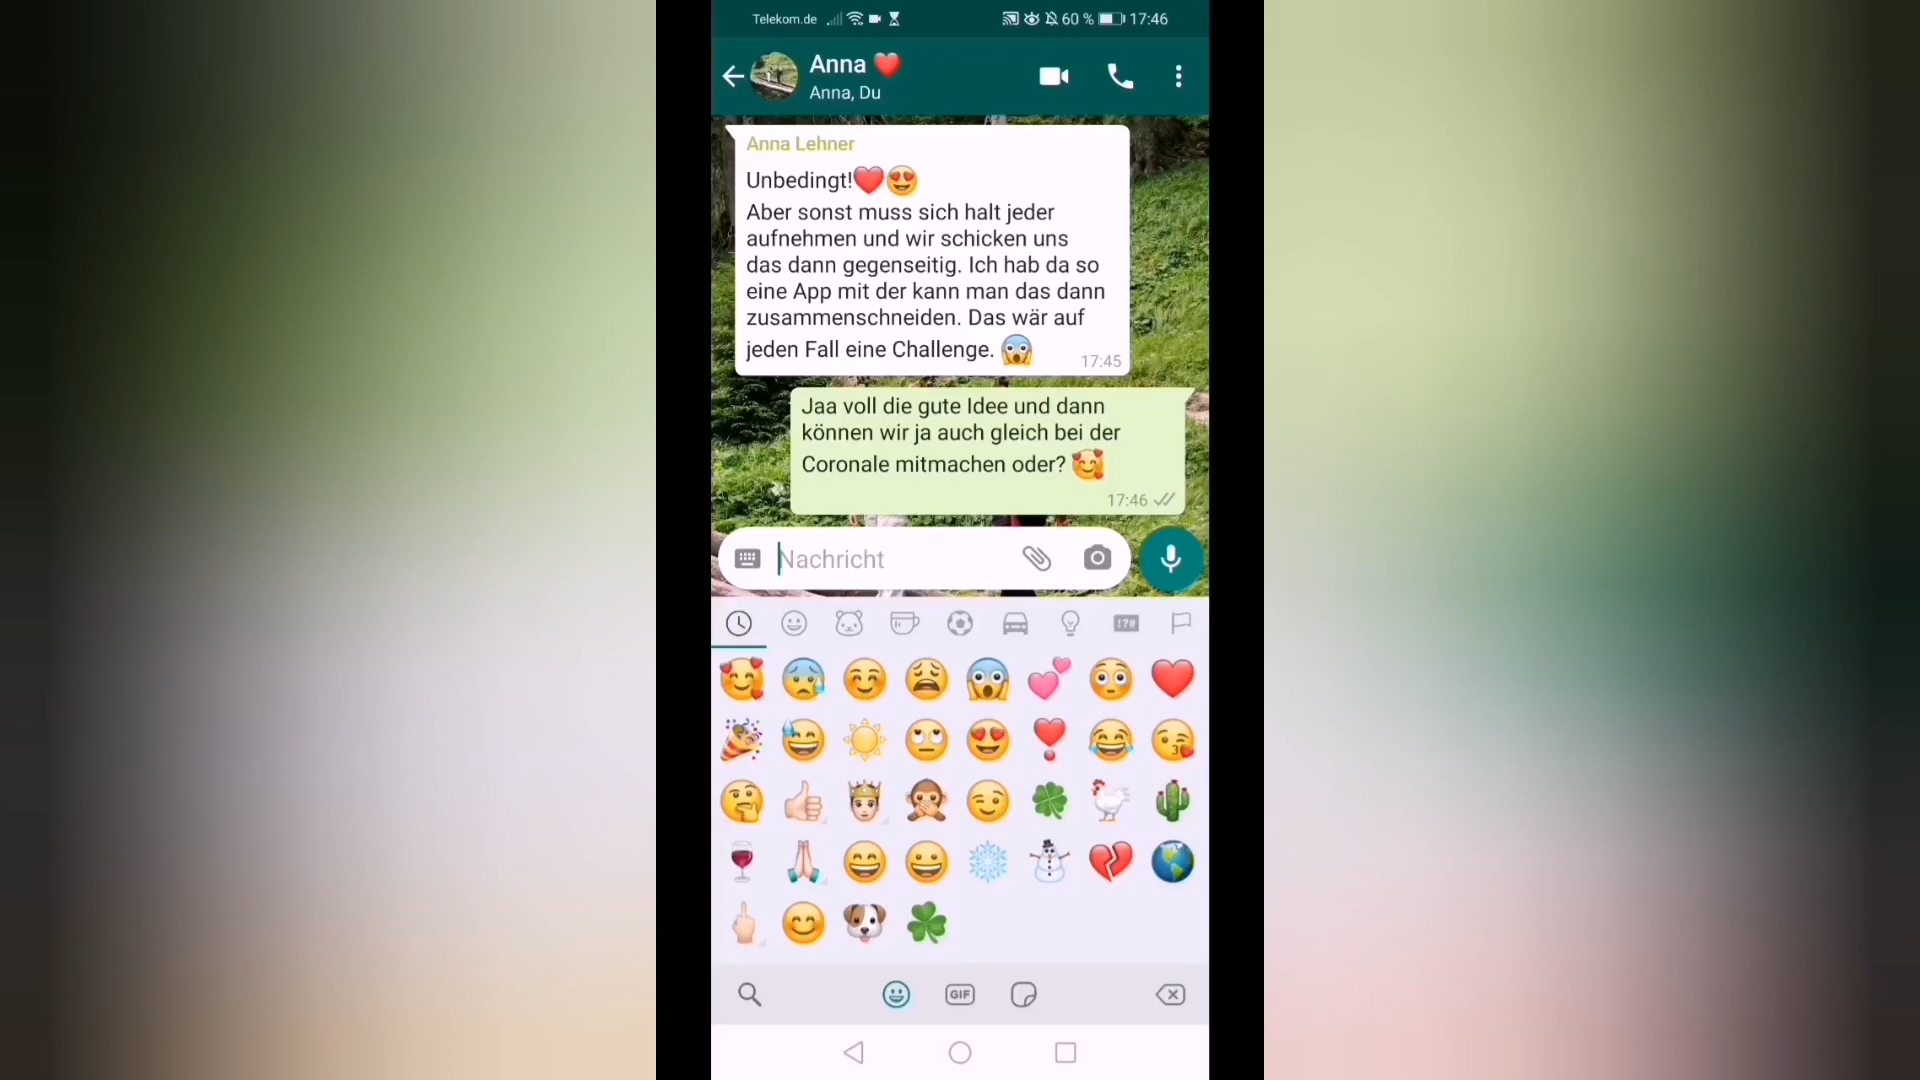 Telekom.de 60 % 17:46
Anna ❤️
Anna, Du
Anna Lehner
Unbedingt!❤️😍
Aber sonst muss sich halt jeder
aufnehmen und wir schicken uns
das dann gegenseitig. Ich hab da so
eine App mit der kann man das dann
zusammenschneiden. Das wär auf
jeden Fall eine Challenge. 😱
17:45
Jaa voll die gute Idee und dann
können wir ja auch gleich bei der
Coronale mitmachen oder? 🥰
17:46
Nachricht
!?#
GIF